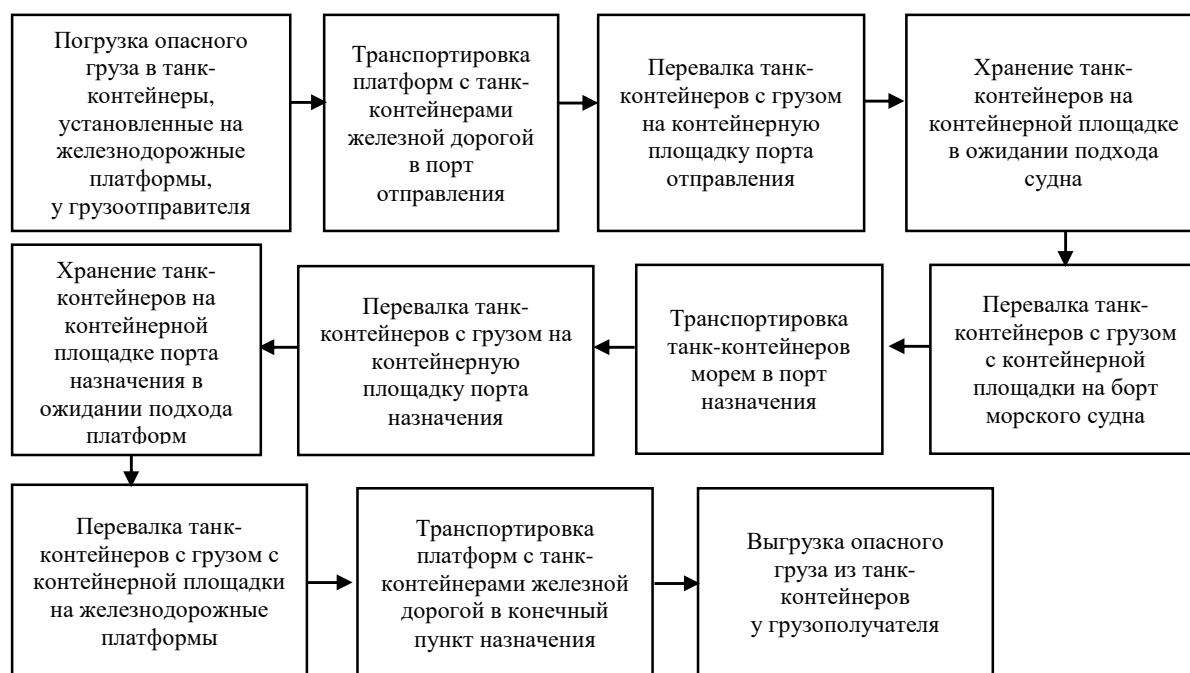 Погрузка опасного
груза в танк-
контейнеры,
установленные на
железнодорожные
платформы,
у грузоотправителя
Транспортировка
платформ с танк-
контейнерами
железной дорогой
в порт
отправления
Перевалка танк-
контейнеров с грузом
на контейнерную
площадку порта
отправления
Хранение танк-
контейнеров на
контейнерной площадке
в ожидании подхода
судна
Перевалка танк-
контейнеров с грузом
с контейнерной
площадки на борт
морского судна
Транспортировка
танк-контейнеров
морем в порт
назначения
Перевалка танк-
контейнеров с грузом на
контейнерную
площадку порта
назначения
Хранение танк-
контейнеров на
контейнерной
площадке порта
назначения в
ожидании подхода
платформ
Перевалка танк-
контейнеров с грузом с
контейнерной площадки
на железнодорожные
платформы
Транспортировка
платформ с танк-
контейнерами железной
дорогой в конечный
пункт назначения
Выгрузка опасного
груза из танк-
контейнеров
у грузополучателя